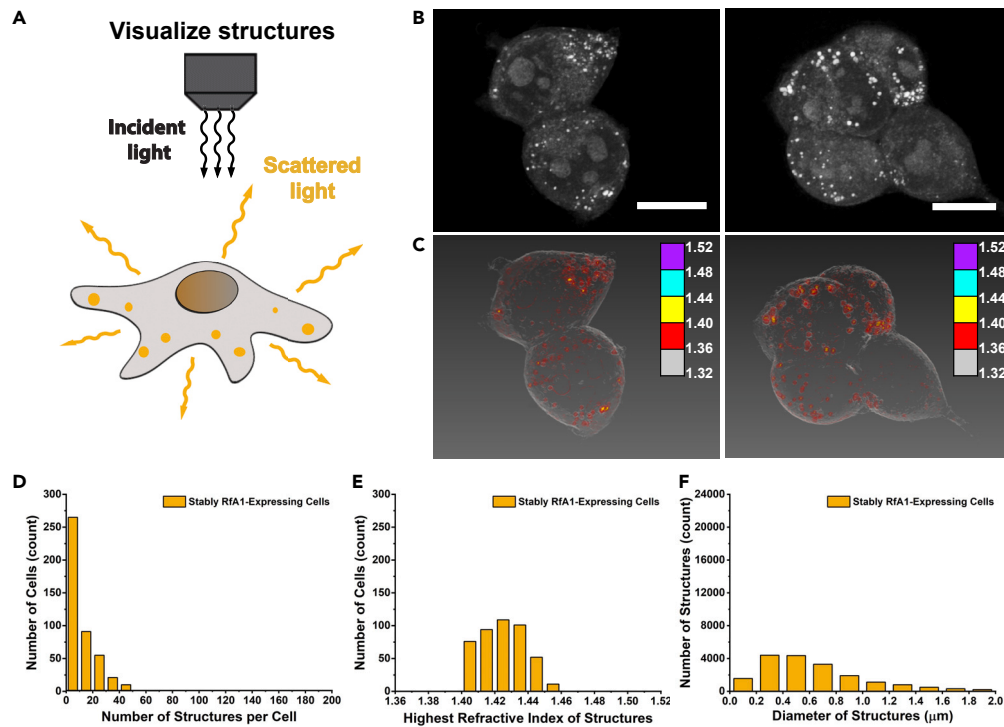 A
Visualize structures
Incident
light
Scattered
light
B
C
1.52
1.48
1.44
1.40
1.36
1.32
1.52
1.48
1.44
1.40
1.36
1.32
D
Stably RfA1-Expressing Cells
Number of Cells (count)
300
250
200
150
100
50
0
0 20 40 60 80 100 120 140 160 180 200
Number of Structures per Cell
E
Stably RfA1-Expressing Cells
Number of Cells (count)
300
250
200
150
100
50
0
1.36 1.38 1.40 1.42 1.44 1.46 1.48 1.50 1.52
Highest Refractive Index of Structures
F
Stably RfA1-Expressing Cells
Number of Structures (count)
24000
20000
16000
12000
8000
4000
0
0.0 0.2 0.4 0.6 0.8 1.0 1.2 1.4 1.6 1.8 2.0
Diameter of Structures (μm)